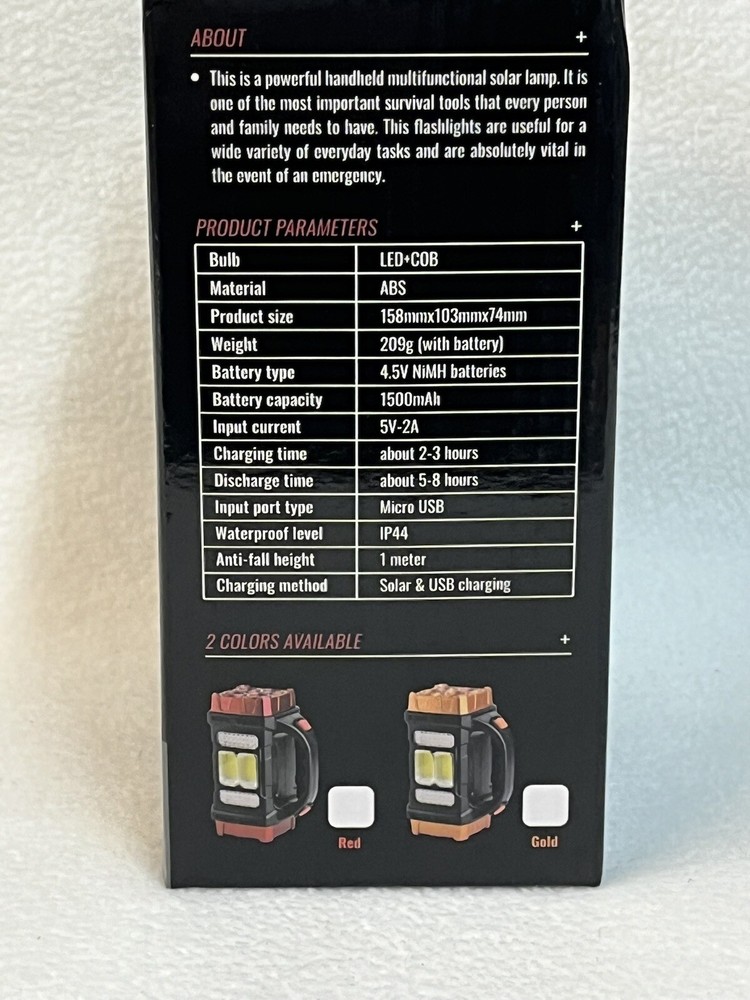 ABOUT +
• This is a powerful handheld multifunctional solar lamp. It is
one of the most important survival tools that every person
and family needs to have. This flashlights are useful for a
wide variety of everyday tasks and are absolutely vital in
the event of an emergency.
PRODUCT PARAMETERS +
Bulb LED+COB
Material ABS
Product size 158mmx103mmx74mm
Weight 209g (with battery)
Battery type 4.5V NiMH batteries
Battery capacity 1500mAh
Input current 5V-2A
Charging time about 2-3 hours
Discharge time about 5-8 hours
Input port type Micro USB
Waterproof level IP44
Anti-fall height 1 meter
Charging method Solar & USB charging
2 COLORS AVAILABLE +
Red Gold